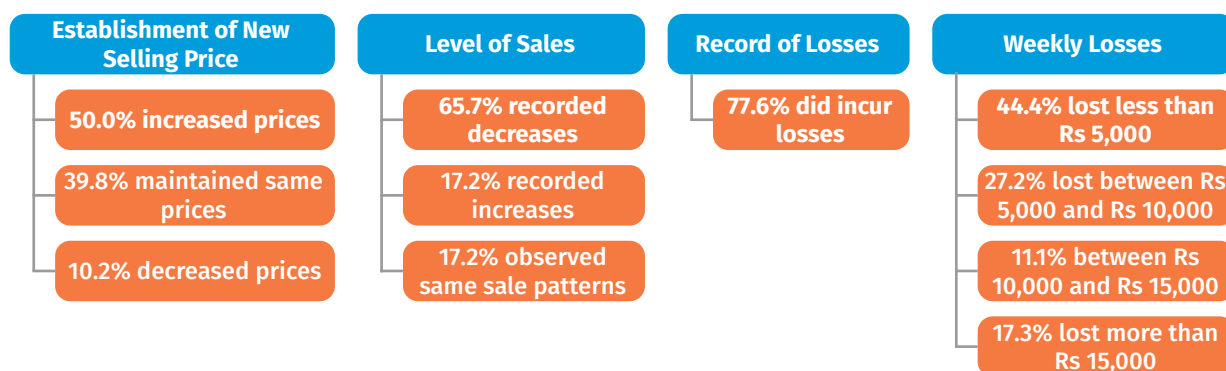 Establishment of New
Selling Price
50.0% increased prices
39.8% maintained same
prices
10.2% decreased prices
Level of Sales
65.7% recorded
decreases
17.2% recorded
increases
17.2% observed
same sale patterns
Record of Losses
77.6% did incur
losses
Weekly Losses
44.4% lost less than
Rs 5,000
27.2% lost between Rs
5,000 and Rs 10,000
11.1% between Rs
10,000 and Rs 15,000
17.3% lost more than
Rs 15,000